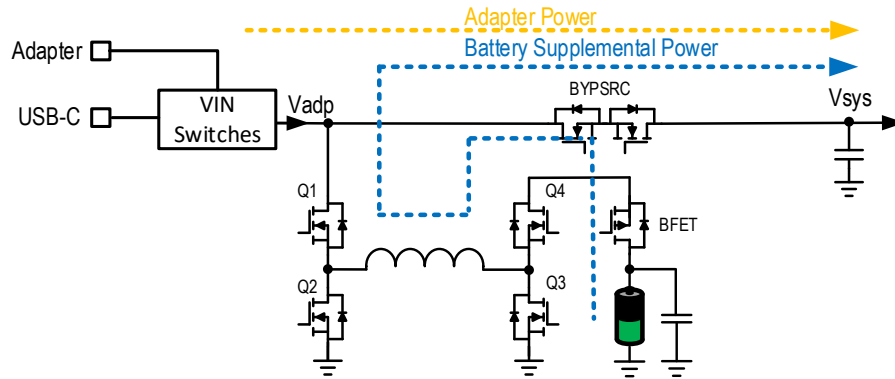 Adapter Power
Adapter
Battery Supplemental Power
BYPSRC
Vsys
Vadp
USB-C
VIN
Switches
Q1
Q4
BFET
Q2
Q3